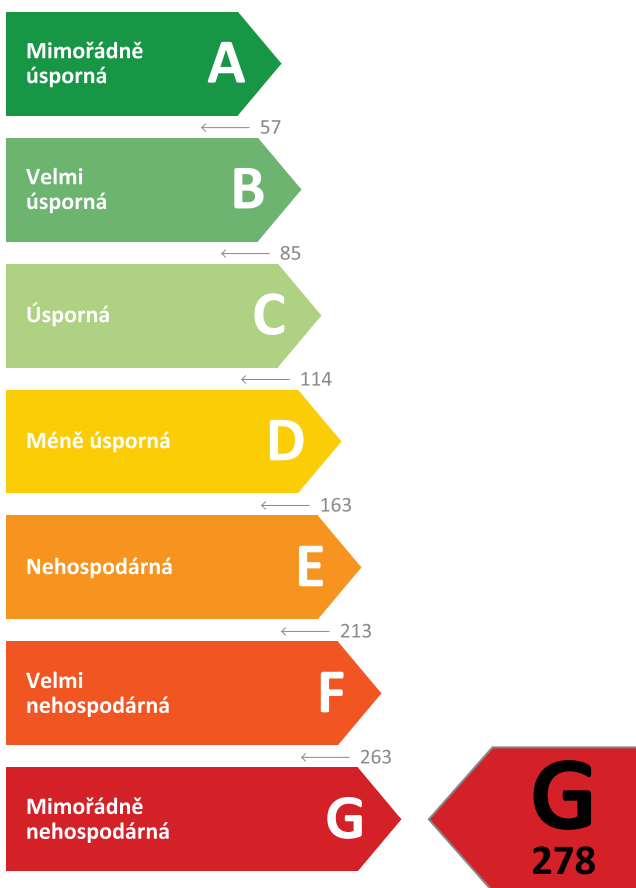 Mimořádně
úsporná
A
57
Velmi
úsporná
B
85
Úsporná
C
114
Méně úsporná
D
163
Nehospodárná
E
213
Velmi
nehospodárná
F
263
Mimořádně
nehospodárná
G
G
278